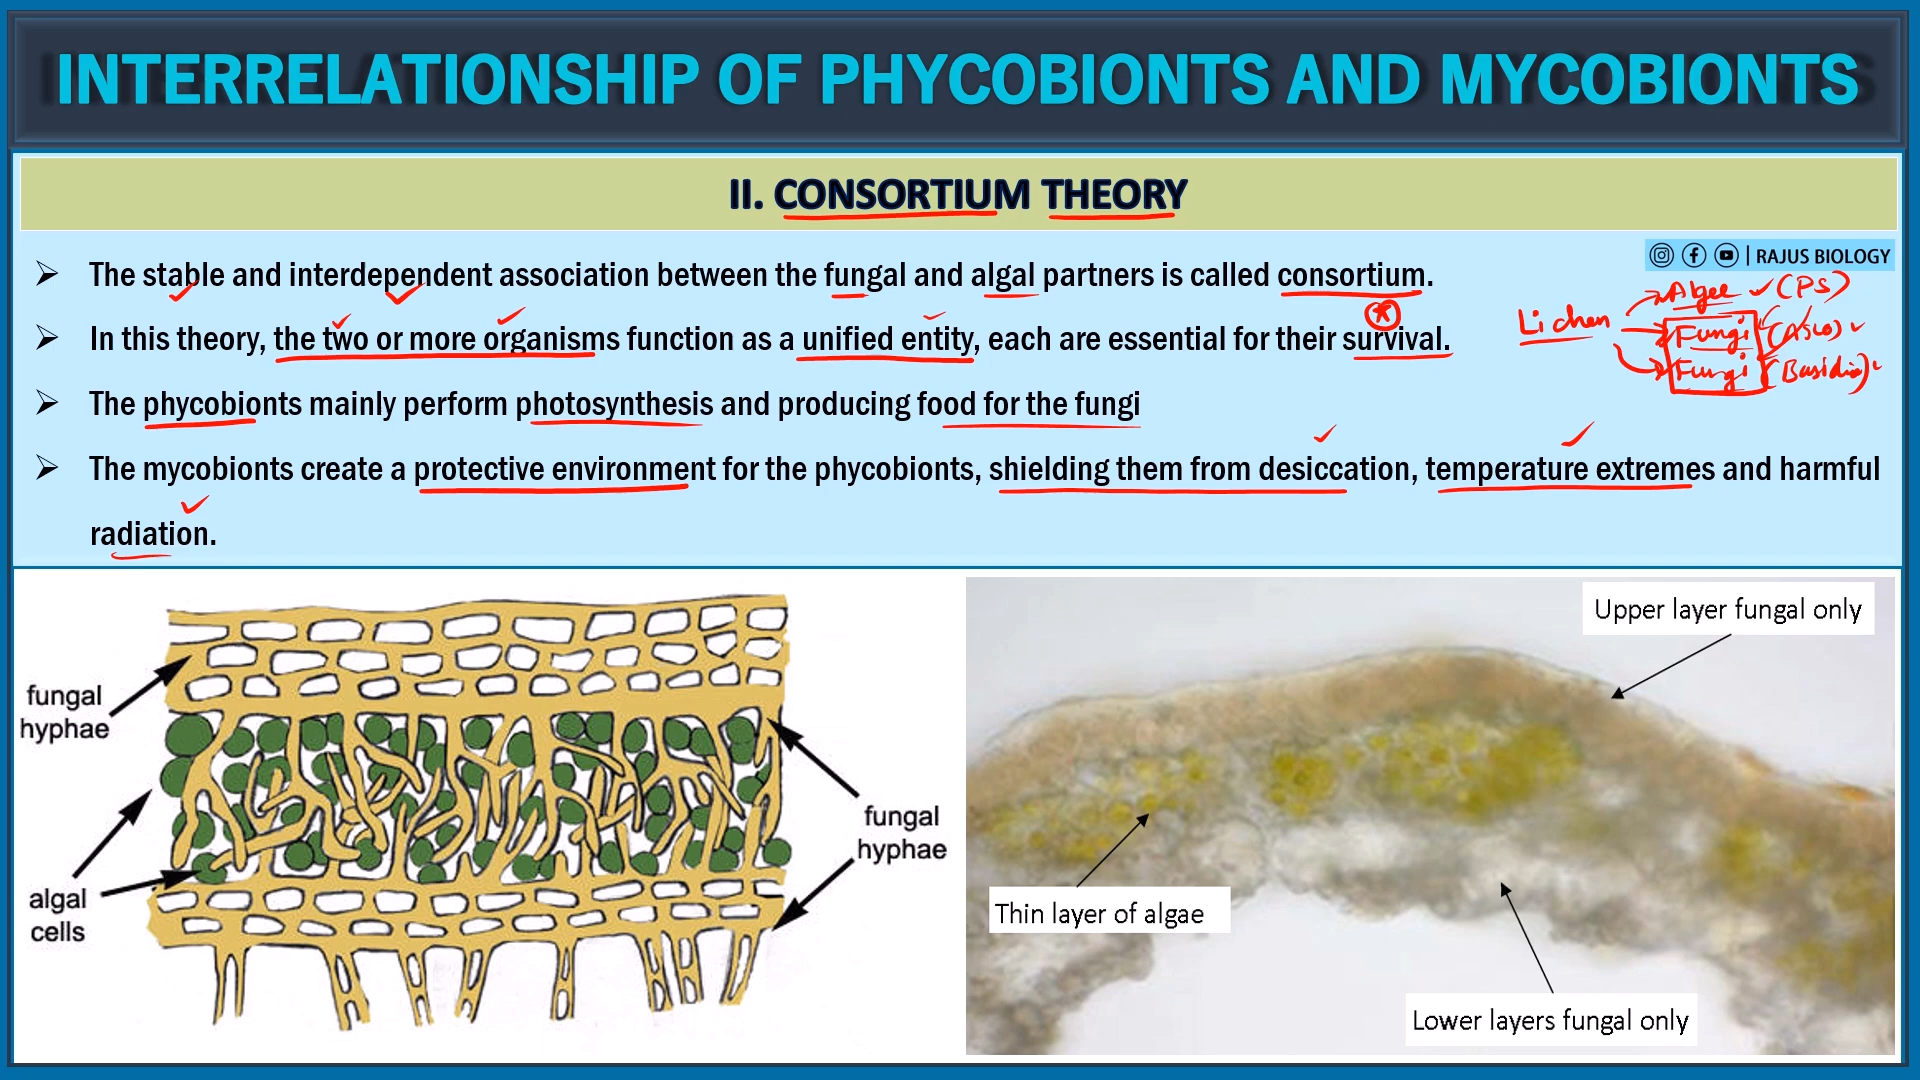 INTERRELATIONSHIP OF PHYCOBIONTS AND MYCOBIONTS
II. CONSORTIUM THEORY
| RAJUS BIOLOGY
The stable and interdependent association between the fungal and algal partners is called consortium.
In this theory, the two or more organisms function as a unified entity, each are essential for their survival.
The phycobionts mainly perform photosynthesis and producing food for the fungi
The mycobionts create a protective environment for the phycobionts, shielding them from desiccation, temperature extremes and harmful
radiation.
Lichen
Algee (PS)
Fungi (Asco)
Fungi (Basidio)
fungal
hyphae
algal
cells
fungal
hyphae
Upper layer fungal only
Thin layer of algae
Lower layers fungal only